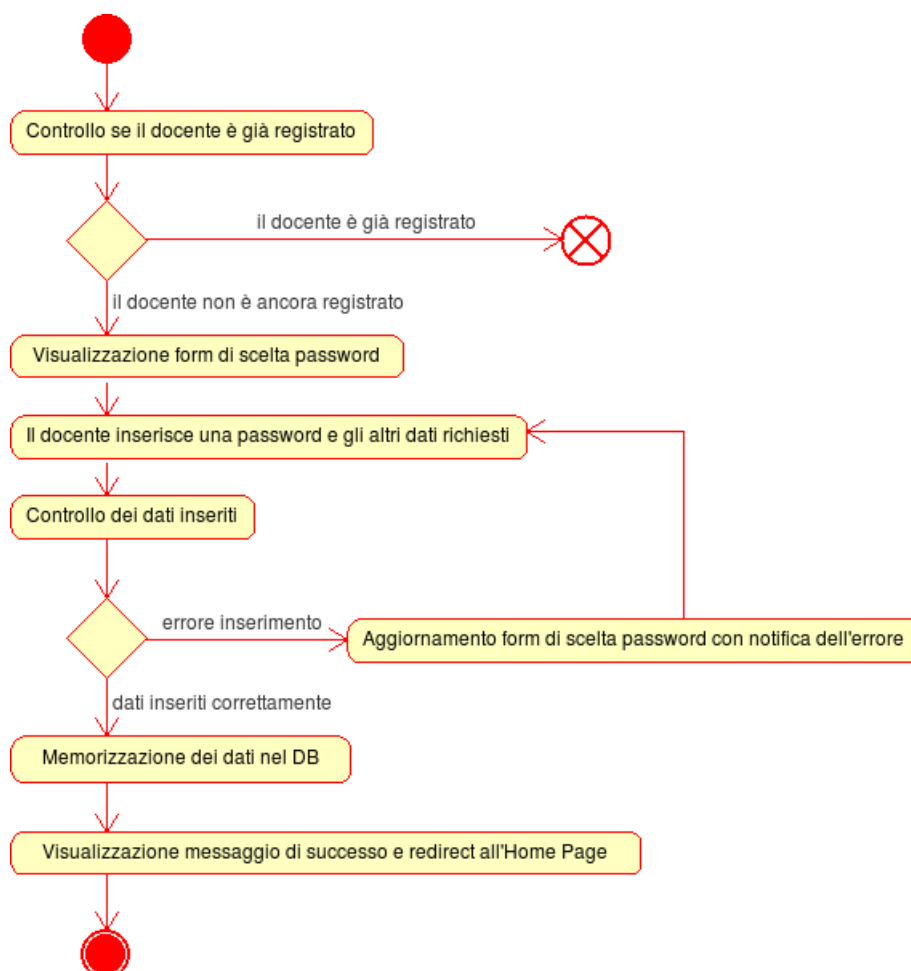 Controllo se il docente è già registrato
il docente è già registrato
il docente non è ancora registrato
Visualizzazione form di scelta password
Il docente inserisce una password e gli altri dati richiesti
Controllo dei dati inseriti
errore inserimento
Aggiornamento form di scelta password con notifica dell'errore
dati inseriti correttamente
Memorizzazione dei dati nel DB
Visualizzazione messaggio di successo e redirect all'Home Page